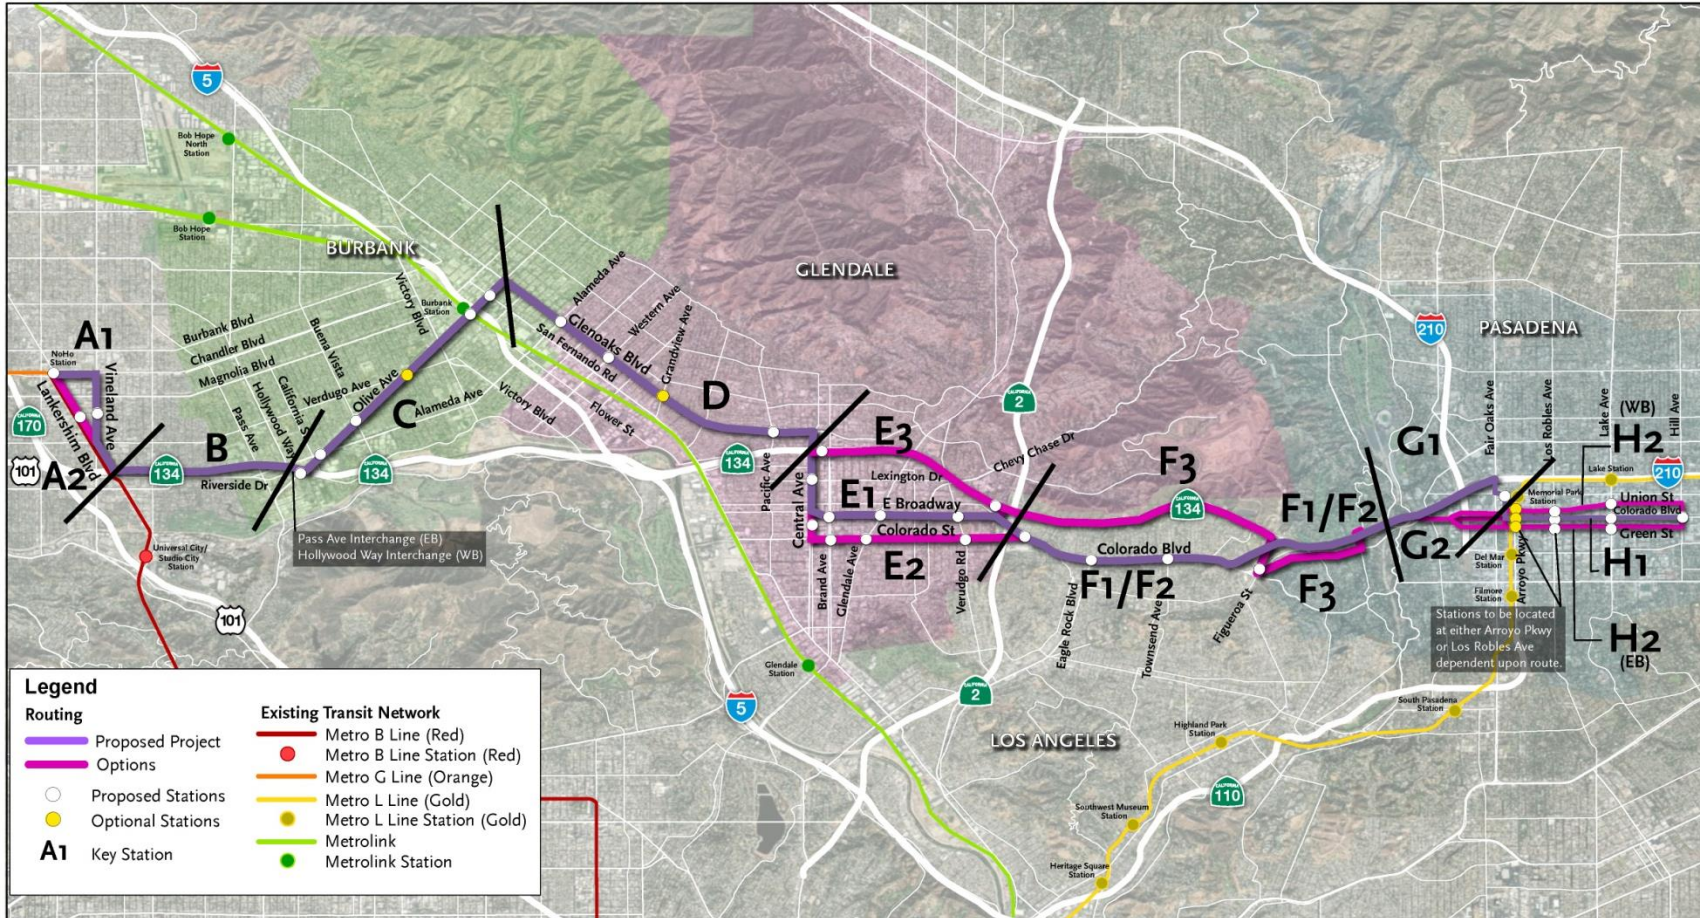 5
Bob Hope
North
Station
Bob Hope
Station
BURBANK
GLENDALE
PASADENA
210
Burbank
Station
Victory Blvd
Alameda Ave
Western Ave
Grandview Ave
Glenoaks Blvd
San Fernando Rd
Burbank Blvd
Chandler Blvd
Magnolia Blvd
Buena Vista
Hollywood Way
California St
Verdugo Ave
Olive Ave
Pass Ave
Alameda Ave
Victory Blvd
Flower St
A1
NoHo
Station
Vineland Ave
Lankershim Blvd
CALIFORNIA
170
101
A2
B
CALIFORNIA
134
Riverside Dr
C
CALIFORNIA
134
D
CALIFORNIA
134
Pacific Ave
Central Ave
E3
Lexington Dr
E1
E Broadway
Colorado St
E2
Brand Ave
Glendale Ave
Verudgo Rd
CALIFORNIA
2
Chevy Chase Dr
F3
CALIFORNIA
134
Colorado Blvd
F1/F2
Eagle Rock Blvd
Townsend Ave
Figueroa St
F3
F1/F2
G1
G2
Fair Oaks Ave
Los Robles Ave
Lake Ave
Hill Ave
(WB)
H2
Lake Station
210
Memorial Park
Station
Union St
Colorado Blvd
Green St
Del Mar
Station
Fillmore
Station
Arroyo Pkwy
H1
H2
(EB)
Stations to be located
at either Arroyo Pkwy
or Los Robles Ave
dependent upon route.
Pass Ave Interchange (EB)
Hollywood Way Interchange (WB)
Universal City/
Studio City
Station
101
Glendale
Station
5
CALIFORNIA
2
LOS ANGELES
Highland Park
Station
South Pasadena
Station
CALIFORNIA
110
Southwest Museum
Station
Heritage Square
Station
Legend
Routing
Proposed Project
Options
Proposed Stations
Optional Stations
A1 Key Station
Existing Transit Network
Metro B Line (Red)
Metro B Line Station (Red)
Metro G Line (Orange)
Metro L Line (Gold)
Metro L Line Station (Gold)
Metrolink
Metrolink Station